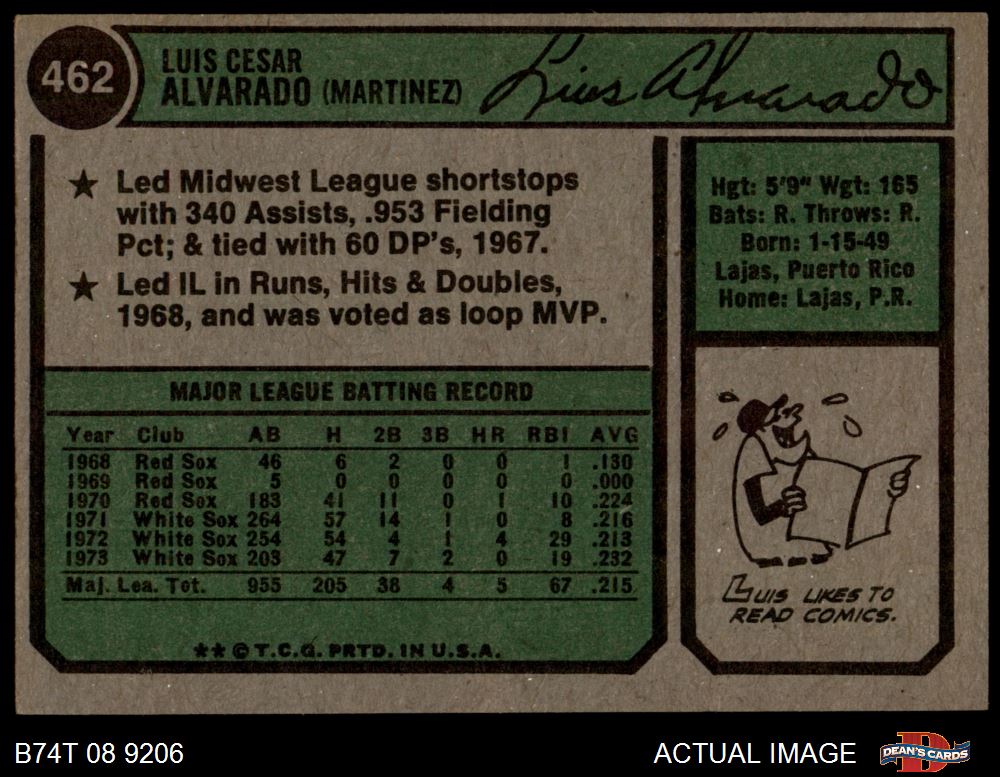 462
LUIS CESAR
ALVARADO (MARTINEZ)
Luis Alvarado
★ Led Midwest League shortstops
with 340 Assists, .953 Fielding
Pct; & tied with 60 DP's, 1967.
★ Led IL in Runs, Hits & Doubles,
1968, and was voted as loop MVP.
Hgt: 5'9" Wgt: 165
Bats: R. Throws: R.
Born: 1-15-49
Lajas, Puerto Rico
Home: Lajas, P.R.
MAJOR LEAGUE BATTING RECORD
Year Club AB H 2B 3B HR RBI AVG
1968 Red Sox 46 6 2 0 0 1 .130
1969 Red Sox 5 0 0 0 0 0 .000
1970 Red Sox 183 41 11 0 1 10 .224
1971 White Sox 264 57 14 1 0 8 .216
1972 White Sox 254 54 4 1 4 29 .213
1973 White Sox 203 47 7 2 0 19 .232
Maj. Lea. Tot. 955 205 38 4 5 67 .215
** © T.C.G. PRTD. IN U.S.A.
LUIS LIKES TO
READ COMICS.
B74T 08 9206
ACTUAL IMAGE
DEAN'S CARDS